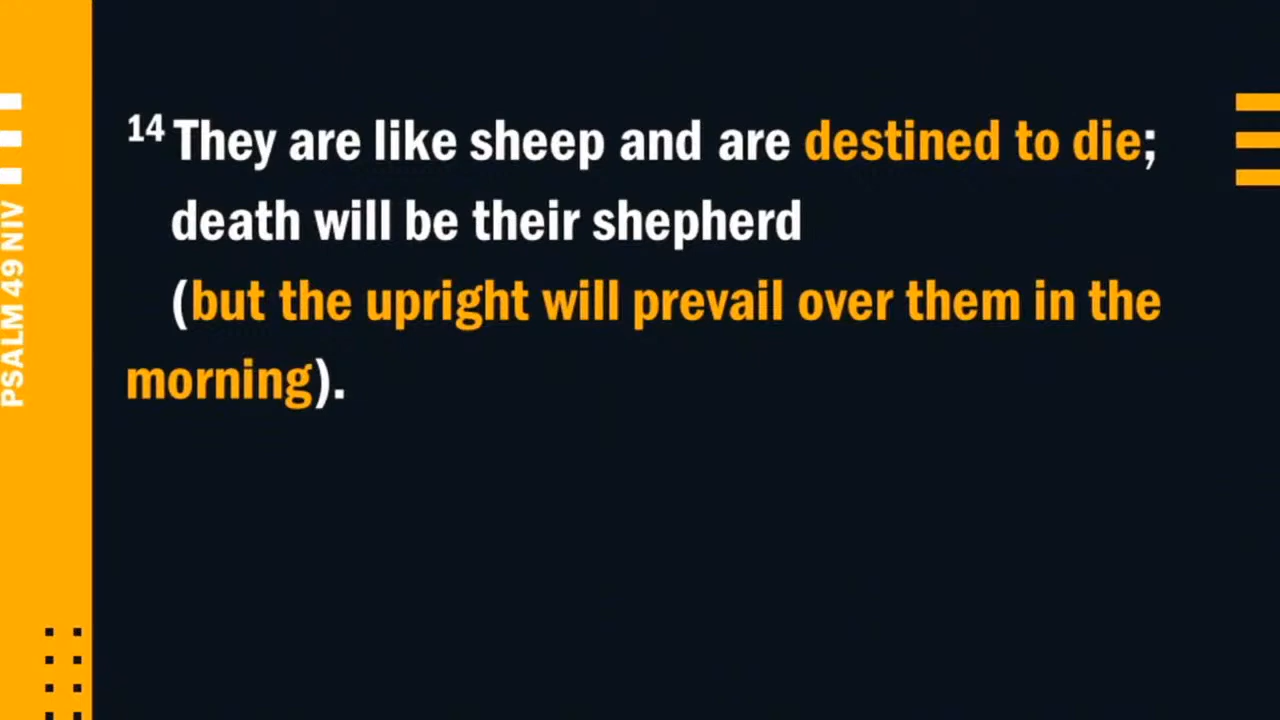 PSALM 49 NIV
14 They are like sheep and are destined to die;
death will be their shepherd
(but the upright will prevail over them in the
morning).